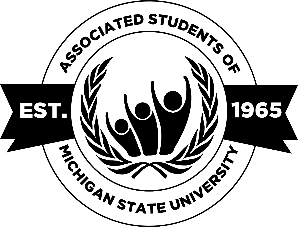 ASSOCIATED STUDENTS OF
EST. 1965
MICHIGAN STATE UNIVERSITY